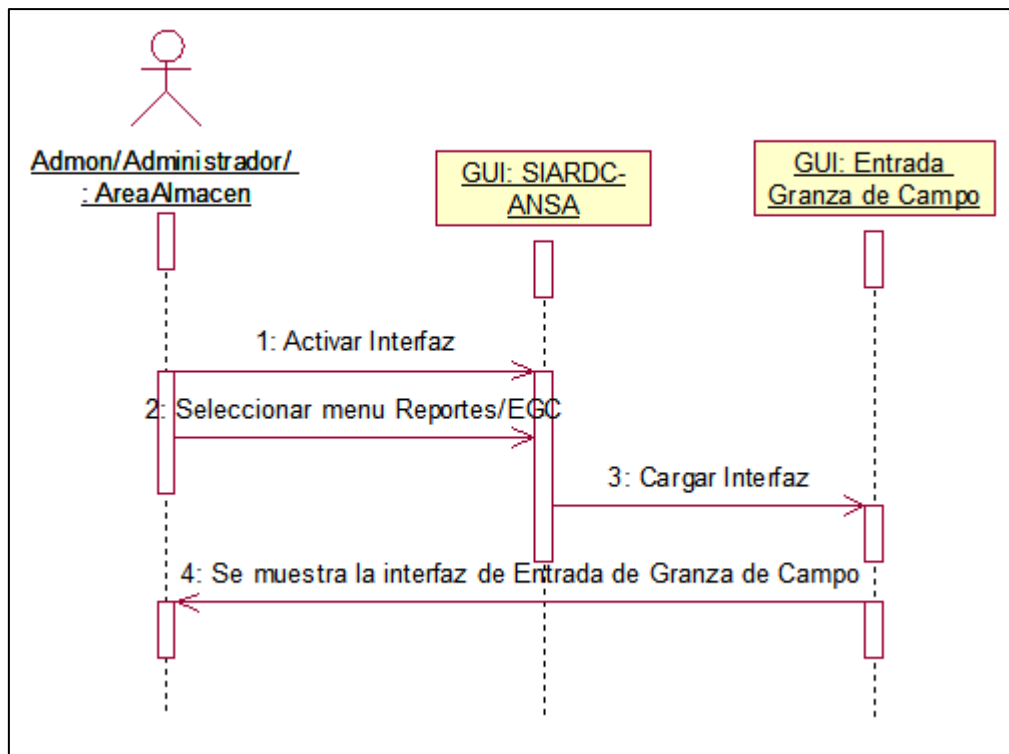 Admon/Administrador/
: AreaAlmacen
GUI: SIARDC-
ANSA
GUI: Entrada
Granza de Campo
1: Activar Interfaz
2: Seleccionar menu Reportes/EGC
3: Cargar Interfaz
4: Se muestra la interfaz de Entrada de Granza de Campo